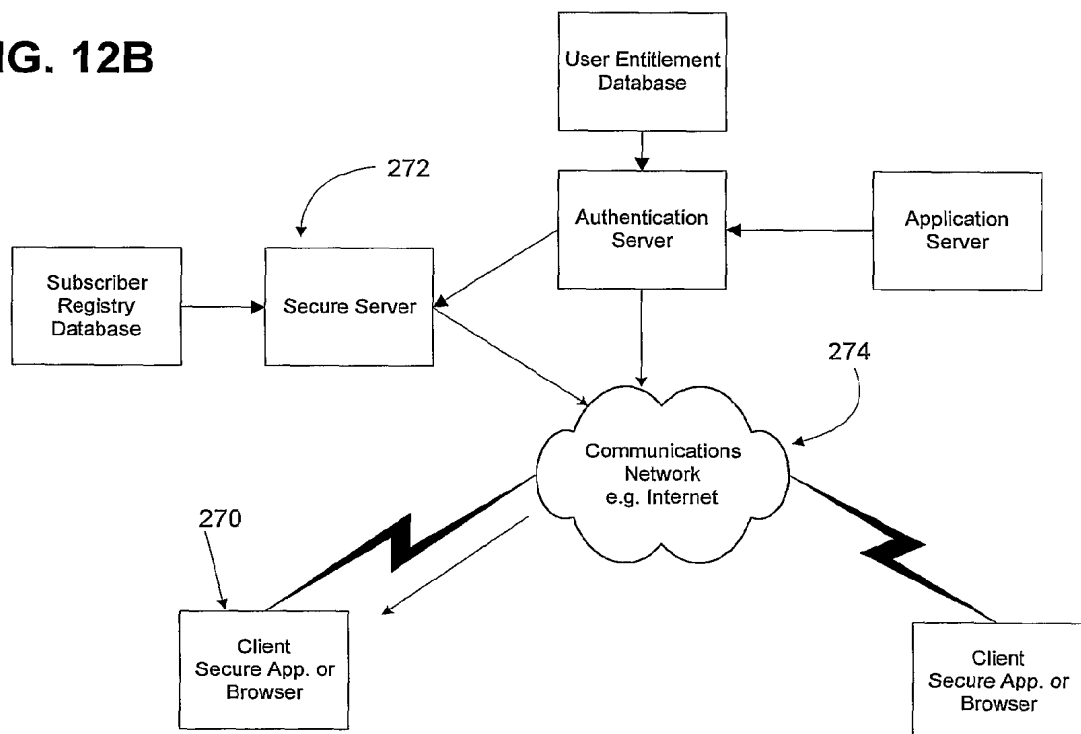 IG. 12B
User Entitlement
Database
272
Authentication
Server
Application
Server
Subscriber
Registry
Database
Secure Server
274
Communications
Network
e.g. Internet
270
Client
Secure App. or
Browser
Client
Secure App. or
Browser